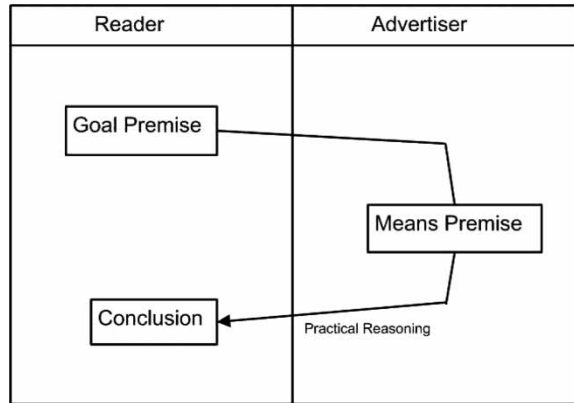 Reader
Advertiser
Goal Premise
Means Premise
Conclusion
Practical Reasoning